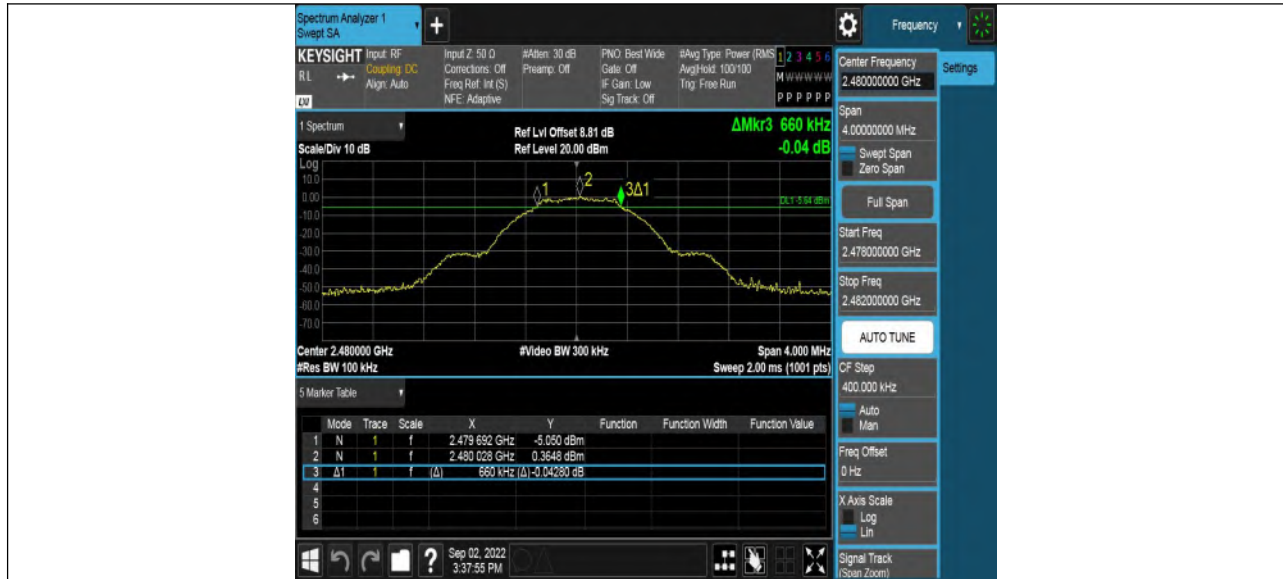 Spectrum Analyzer 1
Swept SA
+
Frequency
KEYSIGHT Input: RF Input Z: 50 Ω #Atten: 30 dB PNO: Best Wide #Avg Type: Power (RMS 1 2 3 4 5 6
RL Coupling: DC Corrections: Off Preamp: Off Gate: Off Avg|Hold: 100/100 M W W W W W
Align: Auto Freq Ref: Int (S) IF Gain: Low Trig: Free Run
LXI NFE: Adaptive Sig Track: Off P P P P P P
1 Spectrum
Ref Lvl Offset 8.81 dB
ΔMkr3 660 kHz
Scale/Div 10 dB
Ref Level 20.00 dBm
-0.04 dB
Log
10.0
0.00
-10.0
-20.0
-30.0
-40.0
-50.0
-60.0
-70.0
1
2
3Δ1
DL1 -5.64 dBm
Center 2.480000 GHz #Video BW 300 kHz Span 4.000 MHz
#Res BW 100 kHz Sweep 2.00 ms (1001 pts)
5 Marker Table
Mode Trace Scale X Y Function Function Width Function Value
1 N 1 f 2.479 692 GHz -5.050 dBm
2 N 1 f 2.480 028 GHz 0.3648 dBm
3 Δ1 1 f (Δ) 660 kHz (Δ) -0.04280 dB
4
5
6
Sep 02, 2022
3:37:55 PM
?
Center Frequency
2.480000000 GHz
Settings
Span
4.00000000 MHz
Swept Span
Zero Span
Full Span
Start Freq
2.478000000 GHz
Stop Freq
2.482000000 GHz
AUTO TUNE
CF Step
400.000 kHz
Auto
Man
Freq Offset
0 Hz
X Axis Scale
Log
Lin
Signal Track
(Span Zoom)